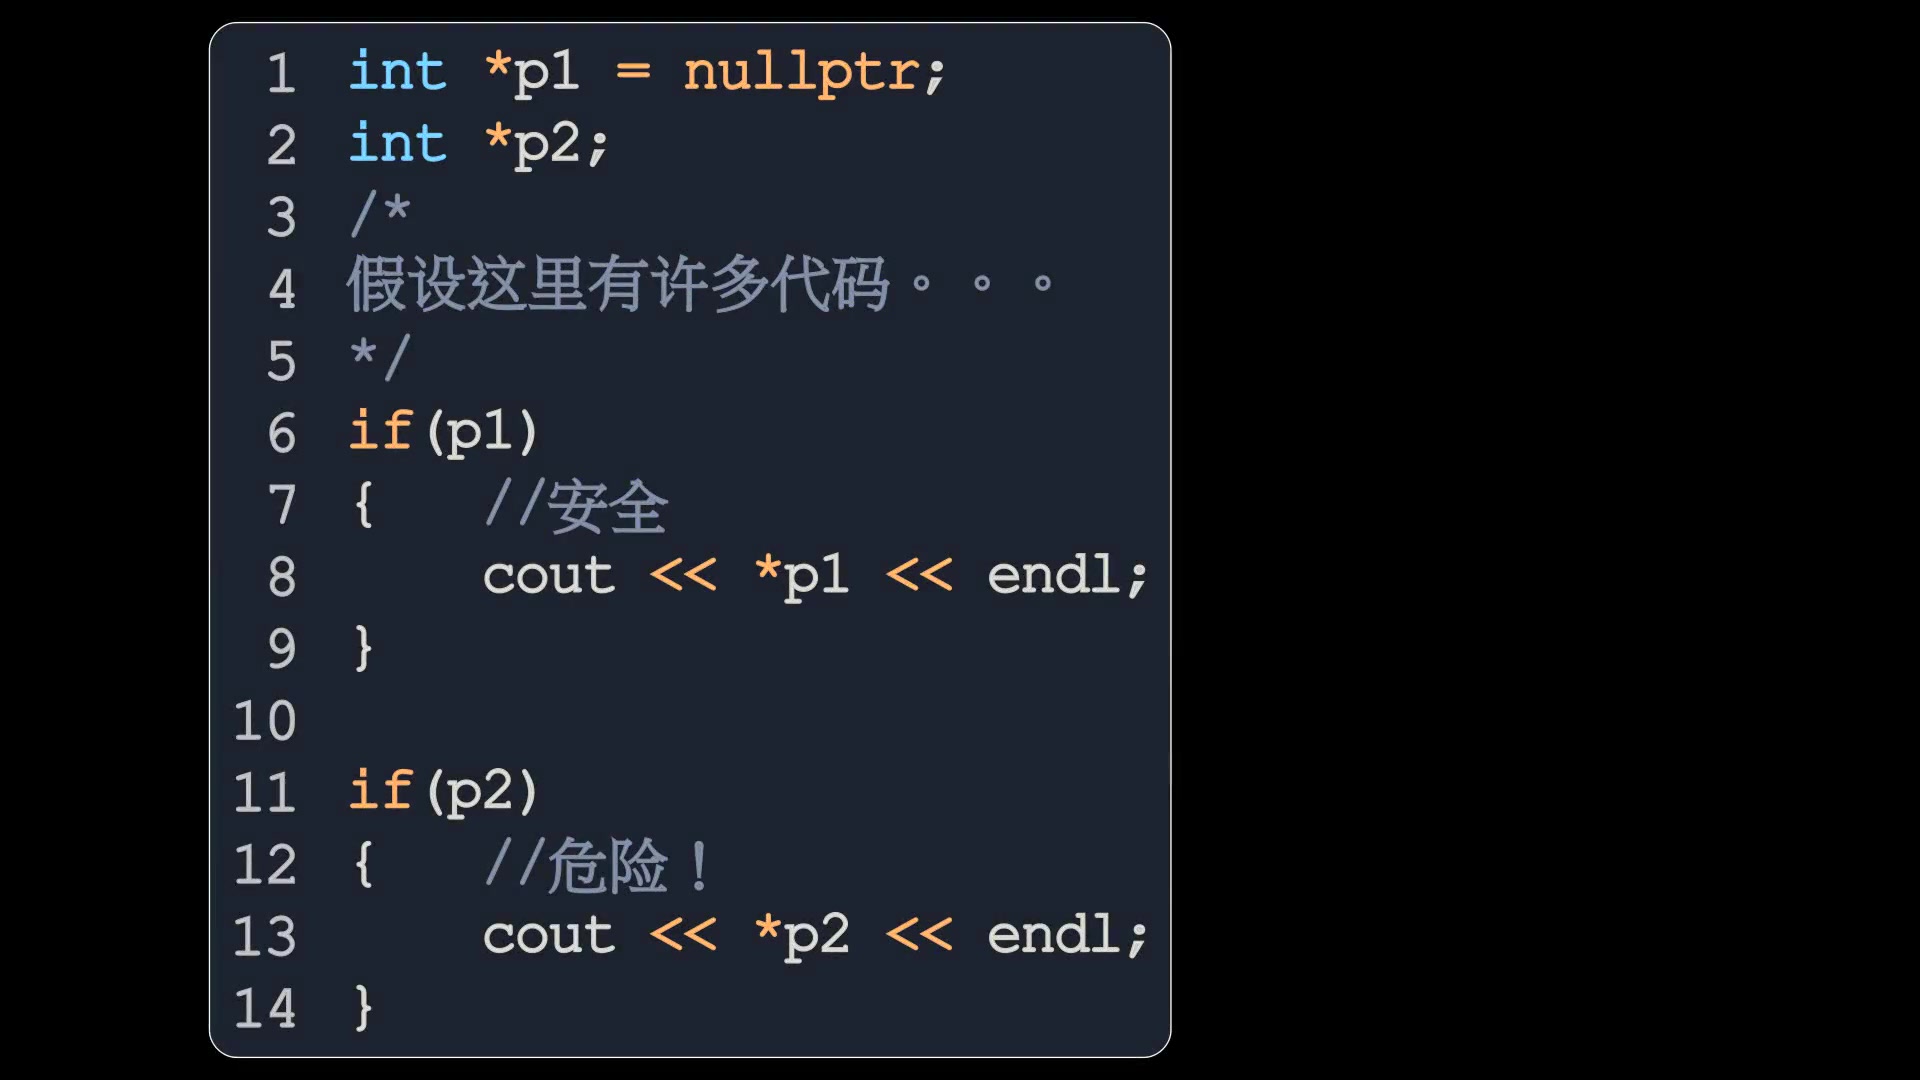 1 int *p1 = nullptr;
2 int *p2;
3 /*
4 假设这里有许多代码。。。
5 */
6 if(p1)
7 { //安全
8 cout << *p1 << endl;
9 }
10
11 if(p2)
12 { //危险！
13 cout << *p2 << endl;
14 }